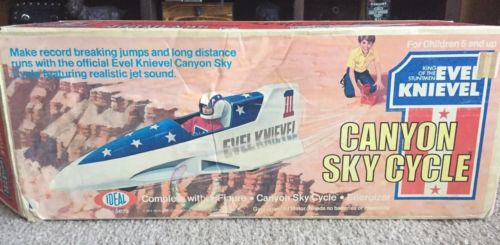 Make record breaking jumps and long distance
runs with the official Evel Knievel Canyon Sky
Cycle featuring realistic jet sound.
For Children 5 and up
KING
OF THE
STUNTMEN
EVEL
KNIEVEL
1
EVEL KNIEVEL
CANYON
SKY CYCLE
IDEAL
Complete with: Figure • Canyon Sky Cycle • Energizer